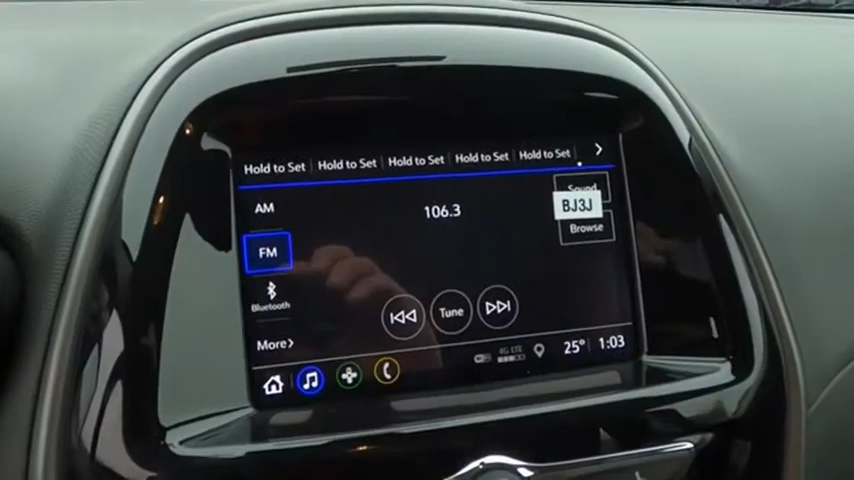 Hold to Set Hold to Set Hold to Set Hold to Set Hold to Set >
AM
106.3
Sound
BJ3J
FM
Browse
Bluetooth
Tune
More>
4G LTE
25° 1:03